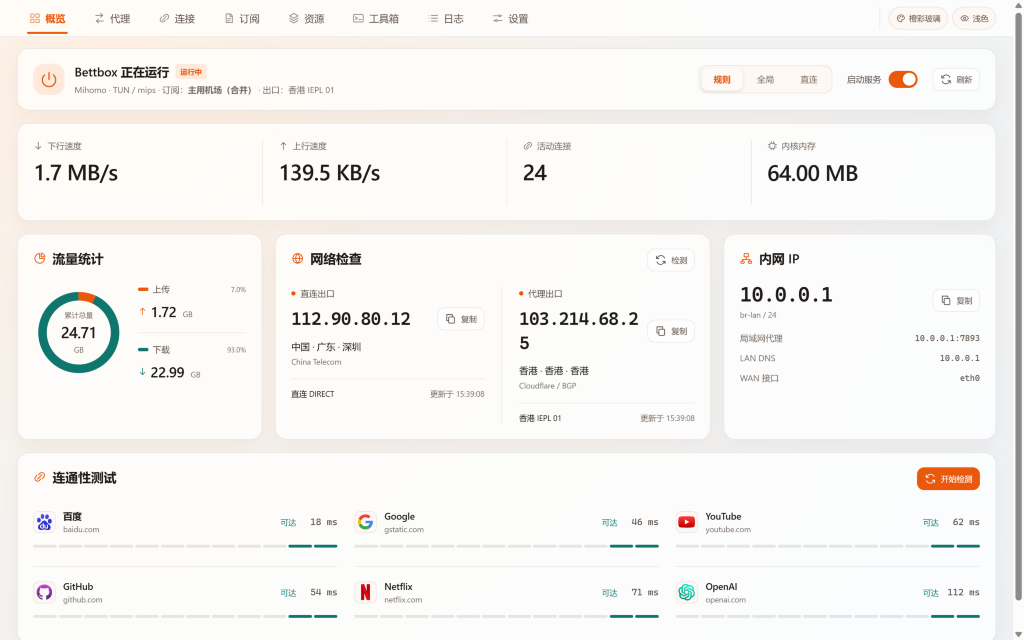 概览 代理 连接 订阅 资源 工具箱 日志 设置 橙彩玻璃 浅色
Bettbox 正在运行 运行中
Mihomo · TUN / mips · 订阅：主用机场（合并） · 出口：香港 IEPL 01
规则 全局 直连 启动服务 刷新
下行速度
1.7 MB/s
上行速度
139.5 KB/s
活动连接
24
内核内存
64.00 MB
流量统计
累计总量
24.71
GB
上传 7.0%
1.72 GB
下载 93.0%
22.99 GB
网络检查 检测
直连出口
112.90.80.12 复制
中国 · 广东 · 深圳
China Telecom
直连 DIRECT 更新于 15:39:08
代理出口
103.214.68.2
5
复制
香港 · 香港 · 香港
Cloudflare / BGP
香港 IEPL 01 更新于 15:39:08
内网 IP
10.0.0.1 复制
br-lan / 24
局域网代理 10.0.0.1:7893
LAN DNS 10.0.0.1
WAN 接口 eth0
连通性测试 开始检测
百度
baidu.com
可达 18 ms
Google
gstatic.com
可达 46 ms
YouTube
youtube.com
可达 62 ms
GitHub
github.com
可达 54 ms
Netflix
netflix.com
可达 71 ms
OpenAI
openai.com
可达 112 ms